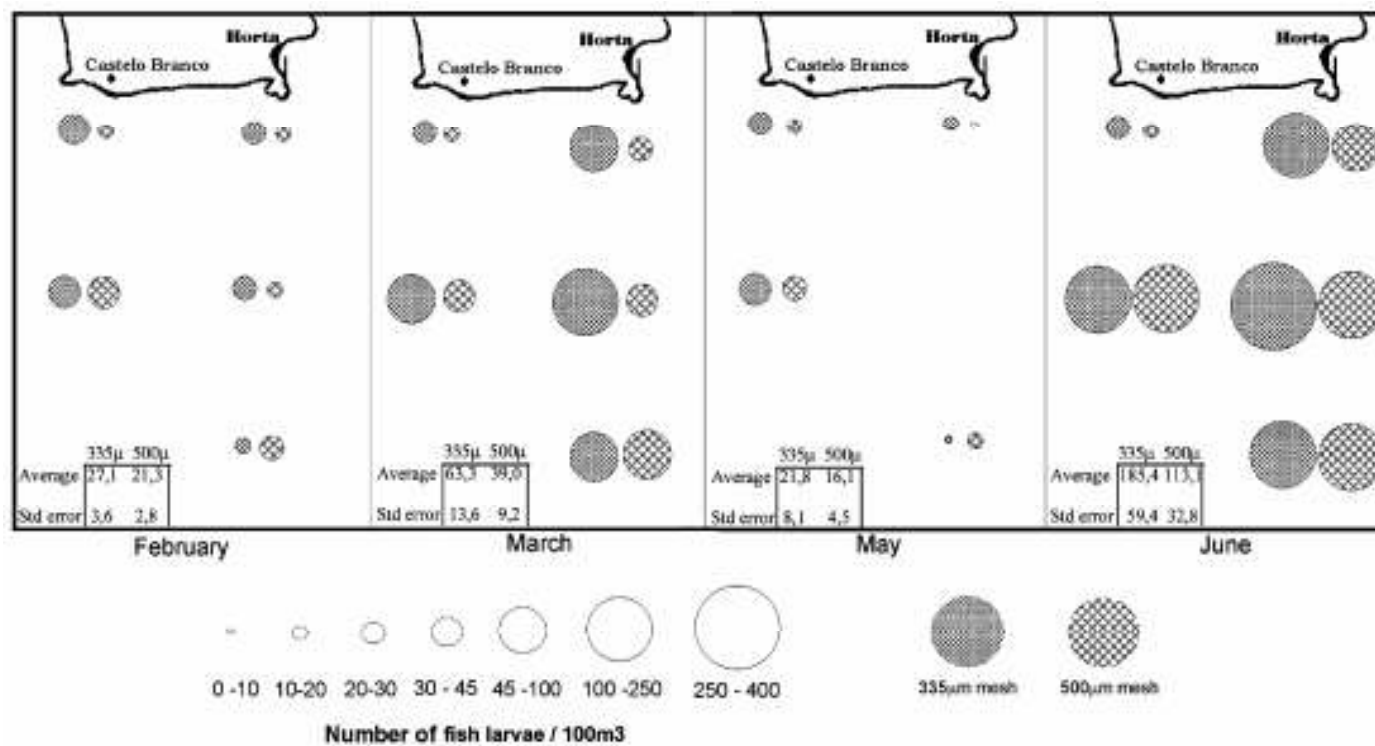 Horta Horta Horta Horta
Castelo Branco Castelo Branco Castelo Branco Castelo Branco
335µ 500µ 335µ 500µ 335µ 500µ 335µ 500µ
Average 27,1 21,3 Average 63,3 39,0 Average 21,8 16,1 Average 185,4 113,1
Std error 3,6 2,8 Std error 13,6 9,2 Std error 8,1 4,5 Std error 59,4 32,8
February March May June
0 -10 10-20 20-30 30 - 45 45 -100 100 -250 250 - 400 335µm mesh 500µm mesh
Number of fish larvae / 100m3